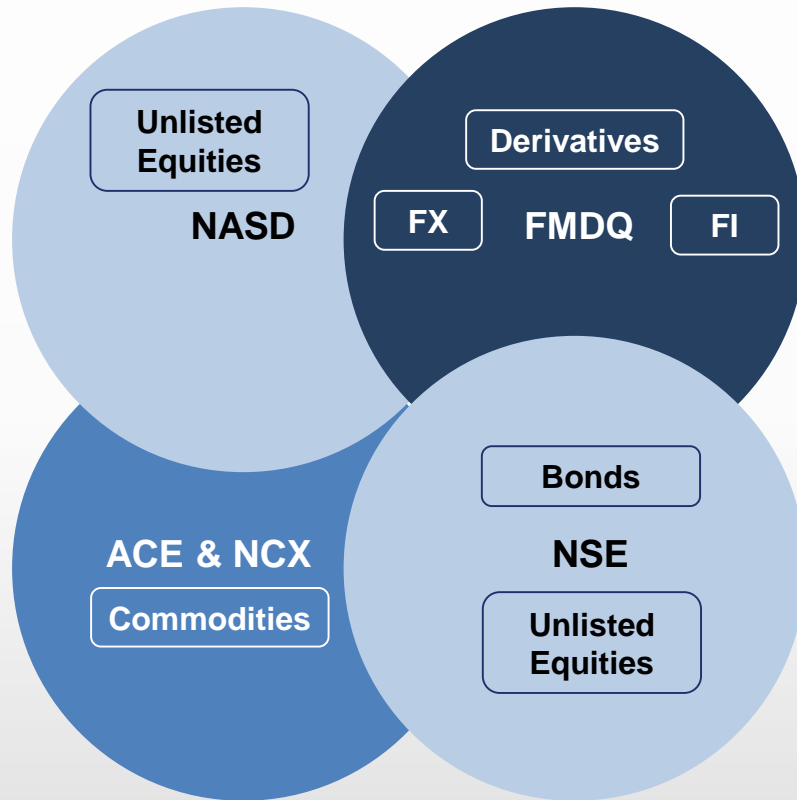 Unlisted
Equities
NASD
Derivatives
FX
FMDQ
FI
ACE & NCX
Commodities
Bonds
NSE
Unlisted
Equities